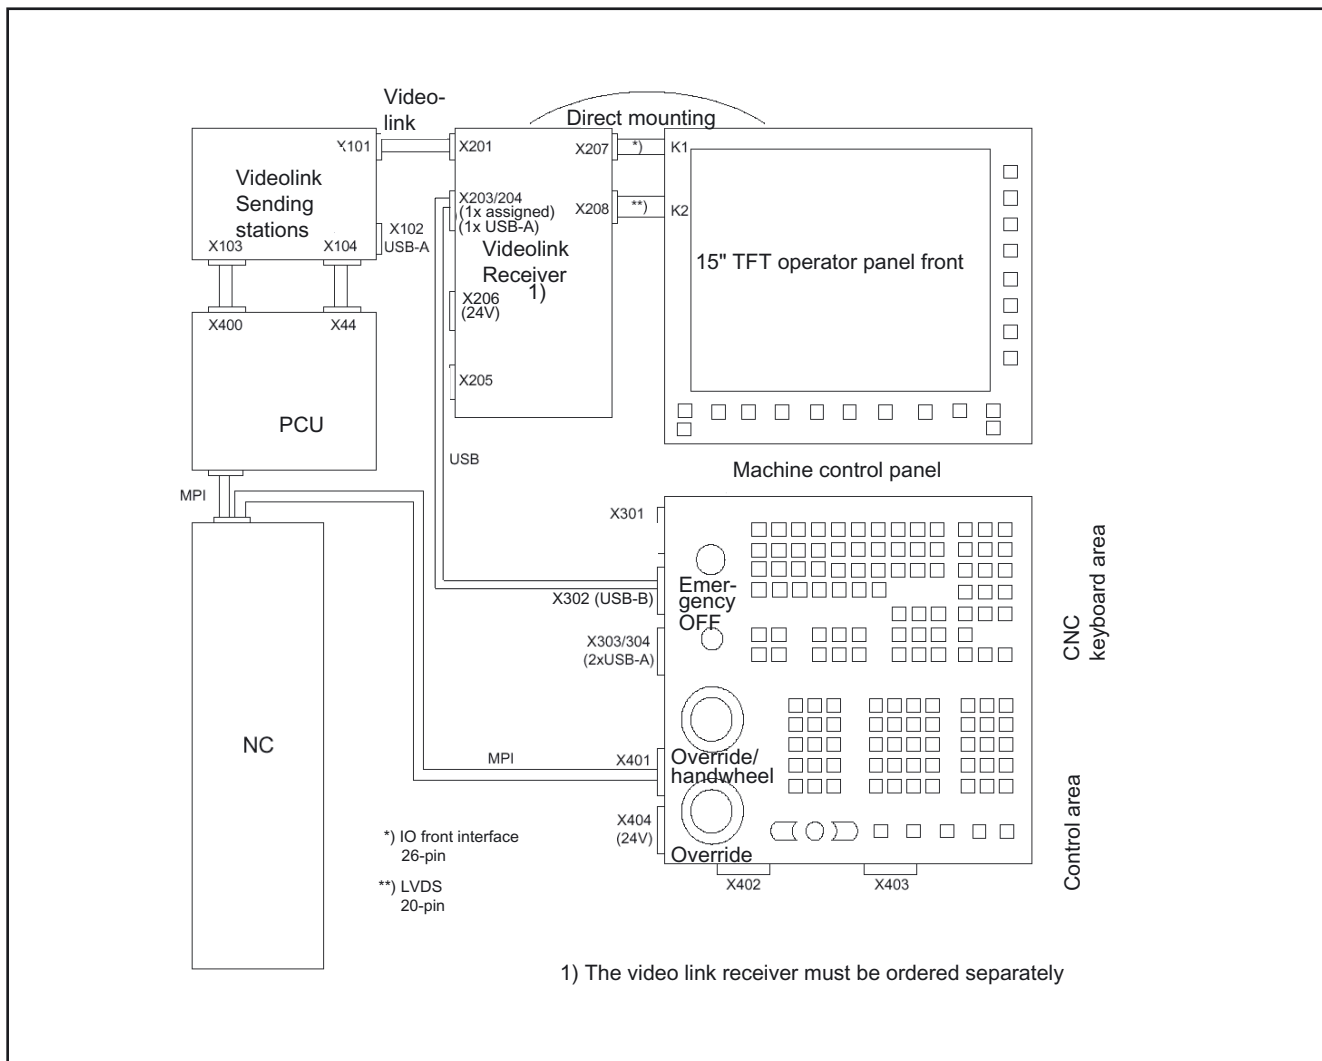 Video-
link
Direct mounting
X101
X201
X207
*)
K1
Videolink
Sending
stations
X203/204
(1x assigned)
(1x USB-A)
X208
**)
K2
X102
USB-A
X103
X104
Videolink
Receiver
1)
15" TFT operator panel front
X206
(24V)
X400
X44
X205
PCU
USB
Machine control panel
MPI
X301
Emer-
gency
OFF
X302 (USB-B)
X303/304
(2xUSB-A)
CNC
keyboard area
NC
MPI
X401
Override/
handwheel
X404
(24V)
Override
Control area
*) IO front interface
26-pin
**) LVDS
20-pin
X402
X403
1) The video link receiver must be ordered separately